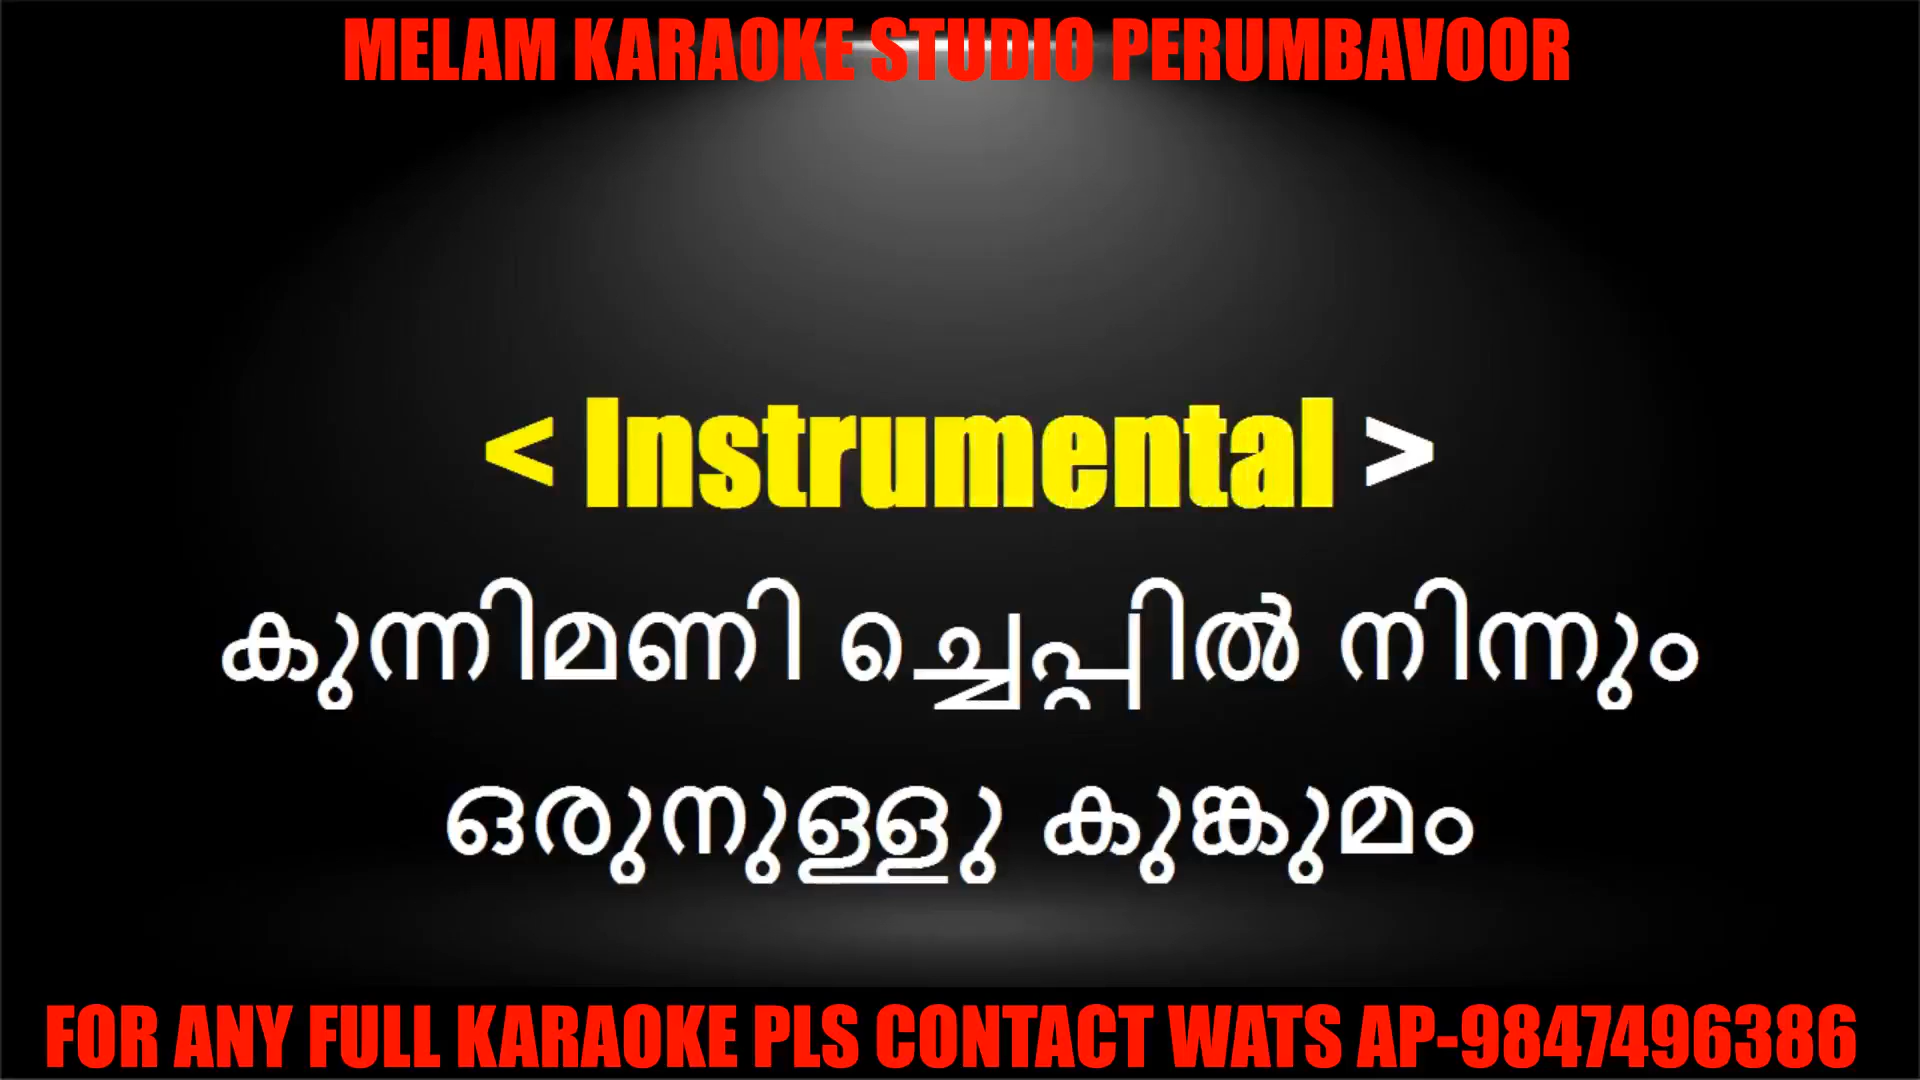 MELAM KARAOKE STUDIO PERUMBAVOOR
< Instrumental >
കുന്നിമണി ച്ചെപ്പിൽ നിന്നും
ഒരുനുള്ളു കുങ്കുമം
FOR ANY FULL KARAOKE PLS CONTACT WATS AP-9847496386